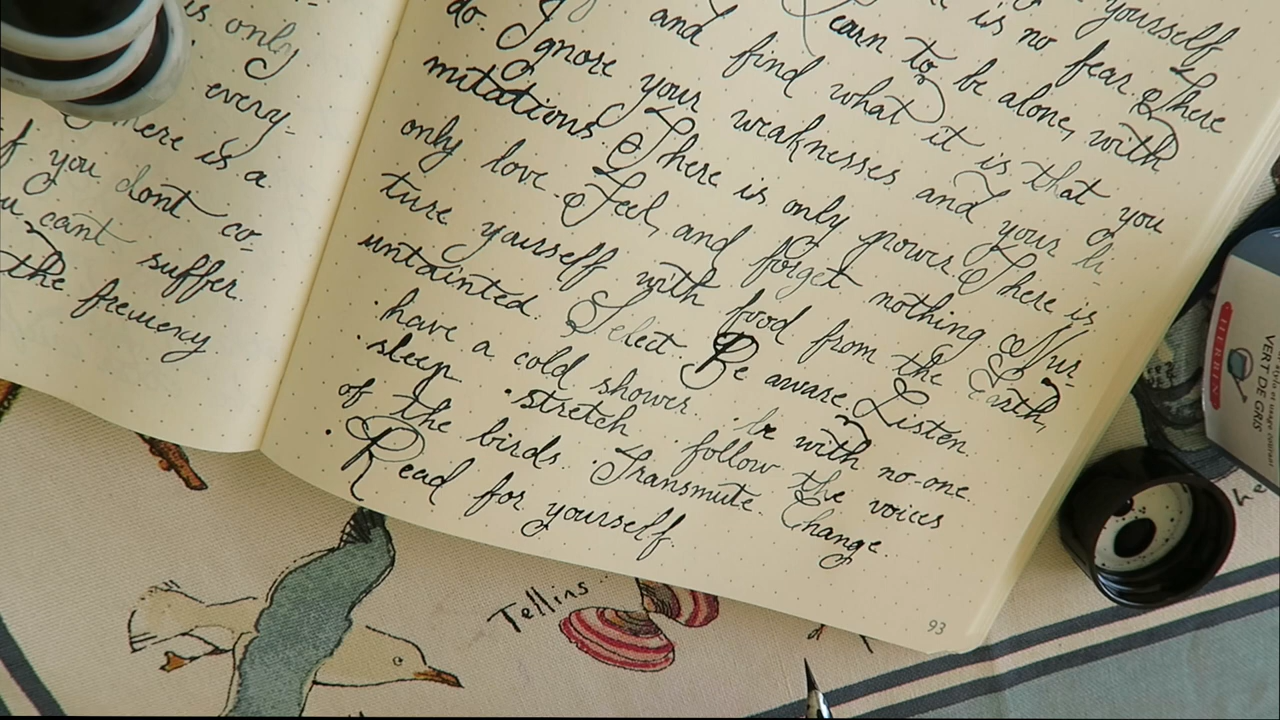 is only
every-
There is a
if you dont co-
cant suffer.
the frewency
yourself
is no fear. There
Learn to be alone, with
and find what it is that you
do. Ignore your weaknesses and your li-
mitations. There is only power. There is
only love. Feel, and forget nothing. Nur-
ture yourself with food from the Earth,
untainted. Select. Be aware. Listen.
· have a cold shower. · be with no-one.
· sleep · stretch · follow the voices
of the birds. · Transmute. Change.
· Read for yourself.
93
Tellins
HERBIN
VERT DE GRIS